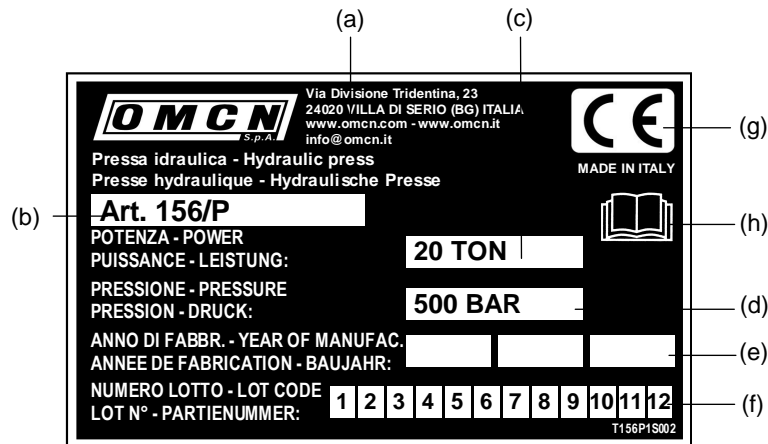 (a)
(c)
OMCN
S.p.A.
Via Divisione Tridentina, 23
24020 VILLA DI SERIO (BG) ITALIA
www.omcn.com - www.omcn.it
info@omcn.it
CE
(g)
Pressa idraulica - Hydraulic press
Presse hydraulique - Hydraulische Presse
MADE IN ITALY
(b)
Art. 156/P
(h)
POTENZA - POWER
PUISSANCE - LEISTUNG:
20 TON
PRESSIONE - PRESSURE
PRESSION - DRUCK:
500 BAR
(d)
ANNO DI FABBR. - YEAR OF MANUFAC.
ANNEE DE FABRICATION - BAUJAHR:
(e)
NUMERO LOTTO - LOT CODE
LOT N° - PARTIENUMMER:
1 2 3 4 5 6 7 8 9 10 11 12
(f)
T156P1S002